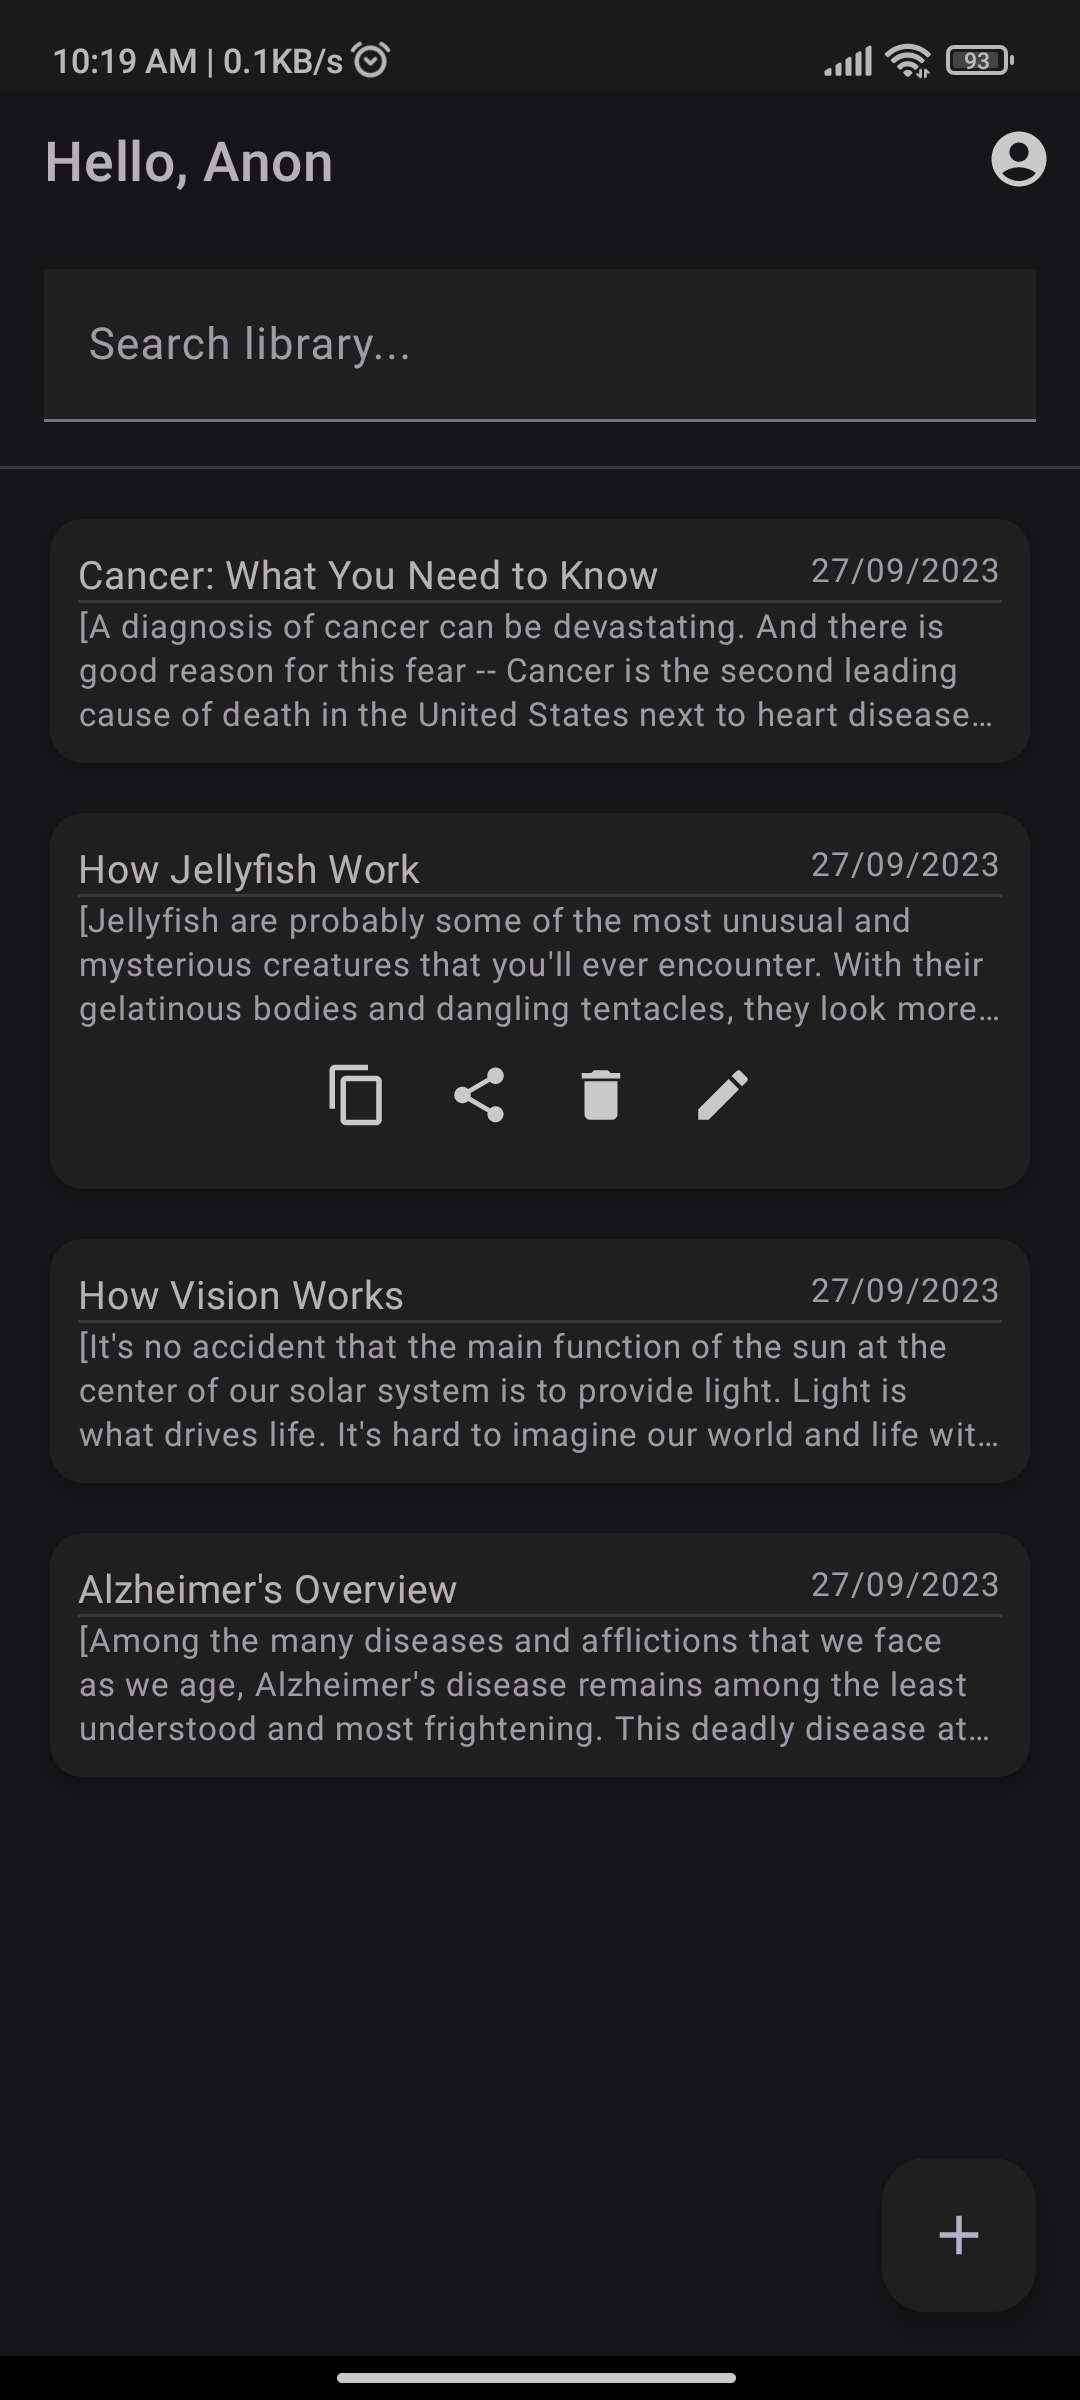 10:19 AM | 0.1KB/s
93
Hello, Anon
Search library...
Cancer: What You Need to Know
27/09/2023
[A diagnosis of cancer can be devastating. And there is
good reason for this fear -- Cancer is the second leading
cause of death in the United States next to heart disease…
How Jellyfish Work
27/09/2023
[Jellyfish are probably some of the most unusual and
mysterious creatures that you'll ever encounter. With their
gelatinous bodies and dangling tentacles, they look more…
How Vision Works
27/09/2023
[It's no accident that the main function of the sun at the
center of our solar system is to provide light. Light is
what drives life. It's hard to imagine our world and life wit…
Alzheimer's Overview
27/09/2023
[Among the many diseases and afflictions that we face
as we age, Alzheimer's disease remains among the least
understood and most frightening. This deadly disease at…